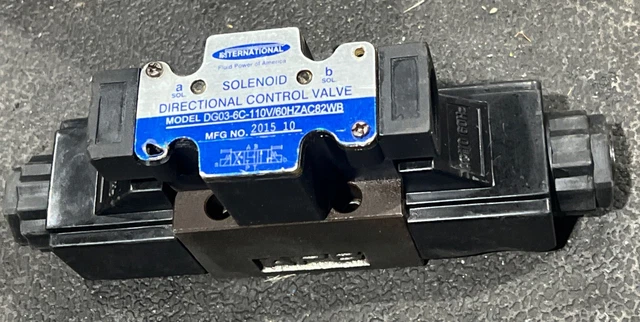 INTERNATIONAL
Fluid Power of America
a SOL.
SOLENOID
b SOL.
DIRECTIONAL CONTROL VALVE
MODEL DG03-6C-110V/60HZAC82WB
MFG NO. 2015 10
A B